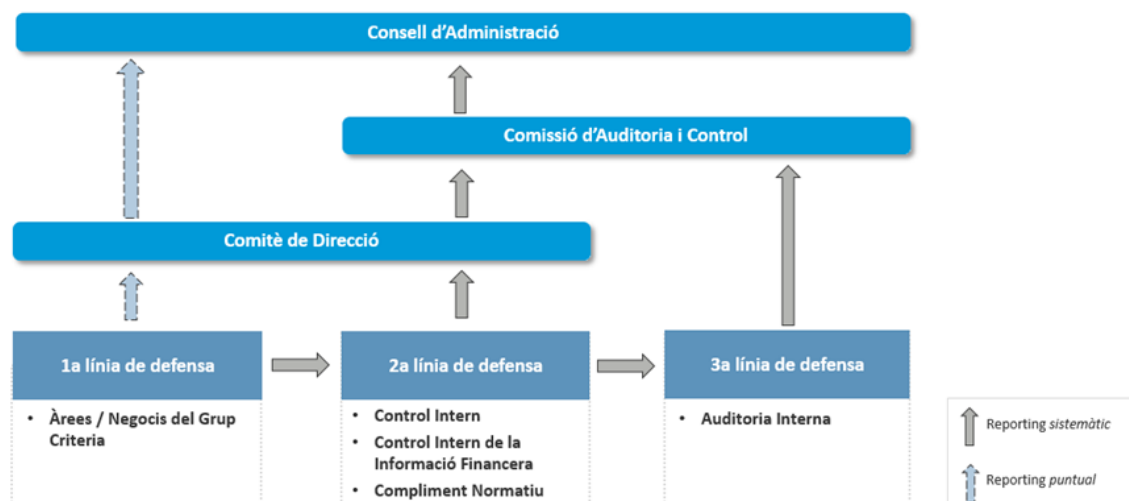 Consell d'Administració
Comissió d'Auditoria i Control
Comitè de Direcció
1a línia de defensa
2a línia de defensa
3a línia de defensa
• Àrees / Negocis del Grup
Criteria
• Control Intern
• Control Intern de la
Informació Financera
• Compliment Normatiu
• Auditoria Interna
Reporting sistemàtic
Reporting puntual